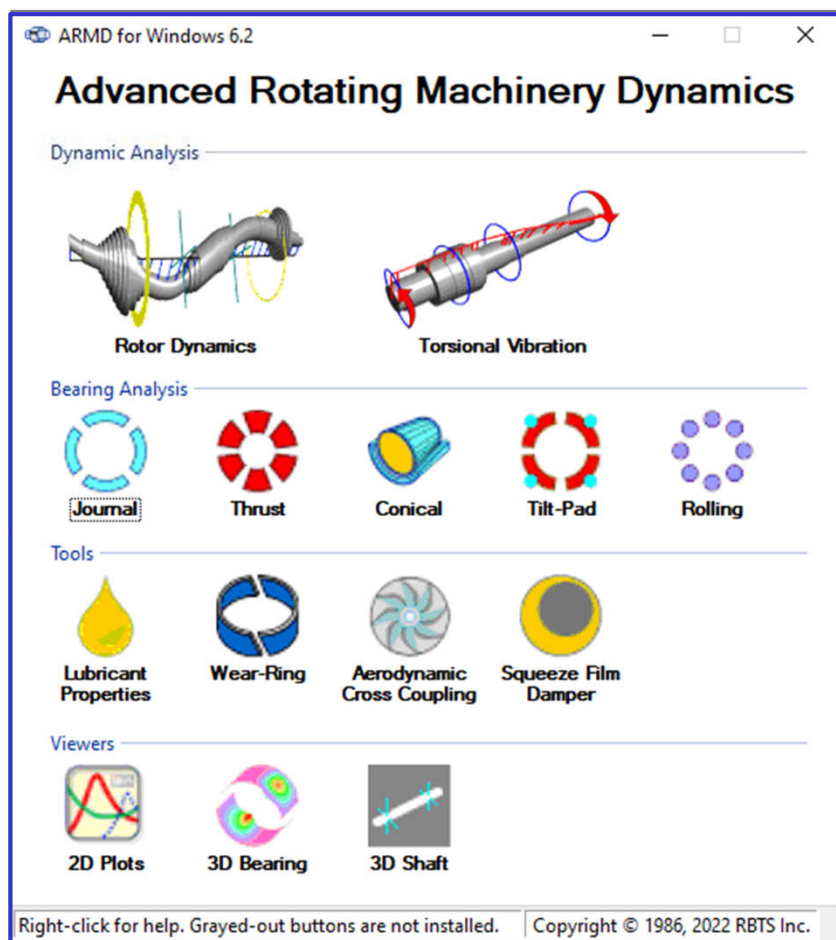 ARMD for Windows 6.2
Advanced Rotating Machinery Dynamics
Dynamic Analysis
Rotor Dynamics
Torsional Vibration
Bearing Analysis
Journal
Thrust
Conical
Tilt-Pad
Rolling
Tools
Lubricant
Properties
Wear-Ring
Aerodynamic
Cross Coupling
Squeeze Film
Damper
Viewers
2D Plots
3D Bearing
3D Shaft
Right-click for help. Grayed-out buttons are not installed.
Copyright © 1986, 2022 RBTS Inc.